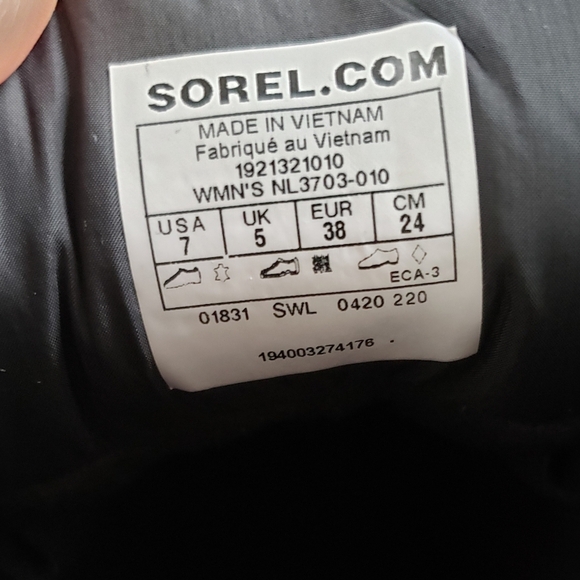 SOREL.COM
MADE IN VIETNAM
Fabriqué au Vietnam
1921321010
WMN'S NL3703-010
USA UK EUR CM
7 5 38 24
ECA-3
01831 SWL 0420 220
194003274176